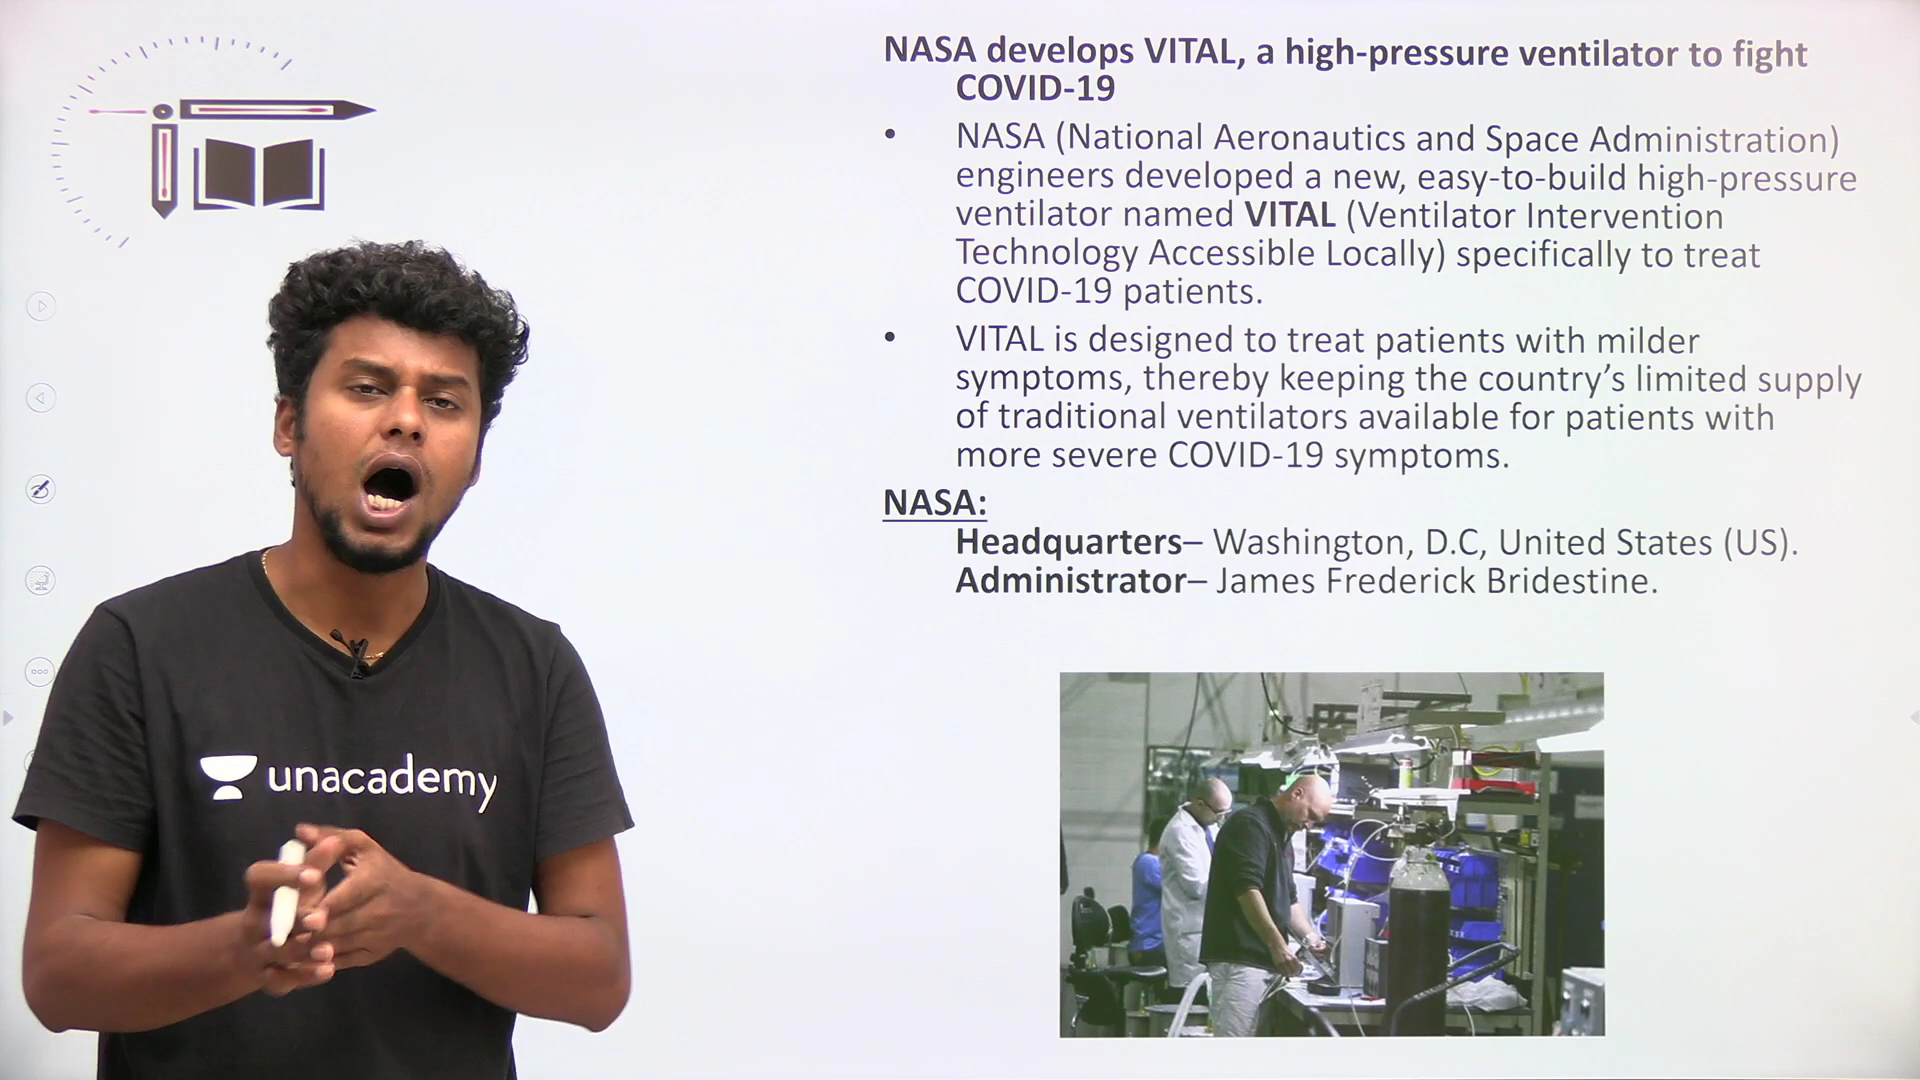 NASA develops VITAL, a high-pressure ventilator to fight
COVID-19
• NASA (National Aeronautics and Space Administration)
engineers developed a new, easy-to-build high-pressure
ventilator named VITAL (Ventilator Intervention
Technology Accessible Locally) specifically to treat
COVID-19 patients.
• VITAL is designed to treat patients with milder
symptoms, thereby keeping the country’s limited supply
of traditional ventilators available for patients with
more severe COVID-19 symptoms.
NASA:
Headquarters– Washington, D.C, United States (US).
Administrator– James Frederick Bridestine.
unacademy